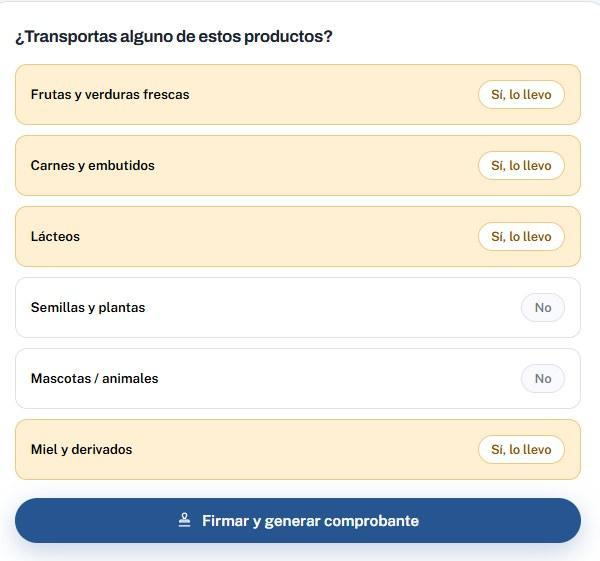 ¿Transportas alguno de estos productos?
Frutas y verduras frescas
Sí, lo llevo
Carnes y embutidos
Sí, lo llevo
Lácteos
Sí, lo llevo
Semillas y plantas
No
Mascotas / animales
No
Miel y derivados
Sí, lo llevo
Firmar y generar comprobante